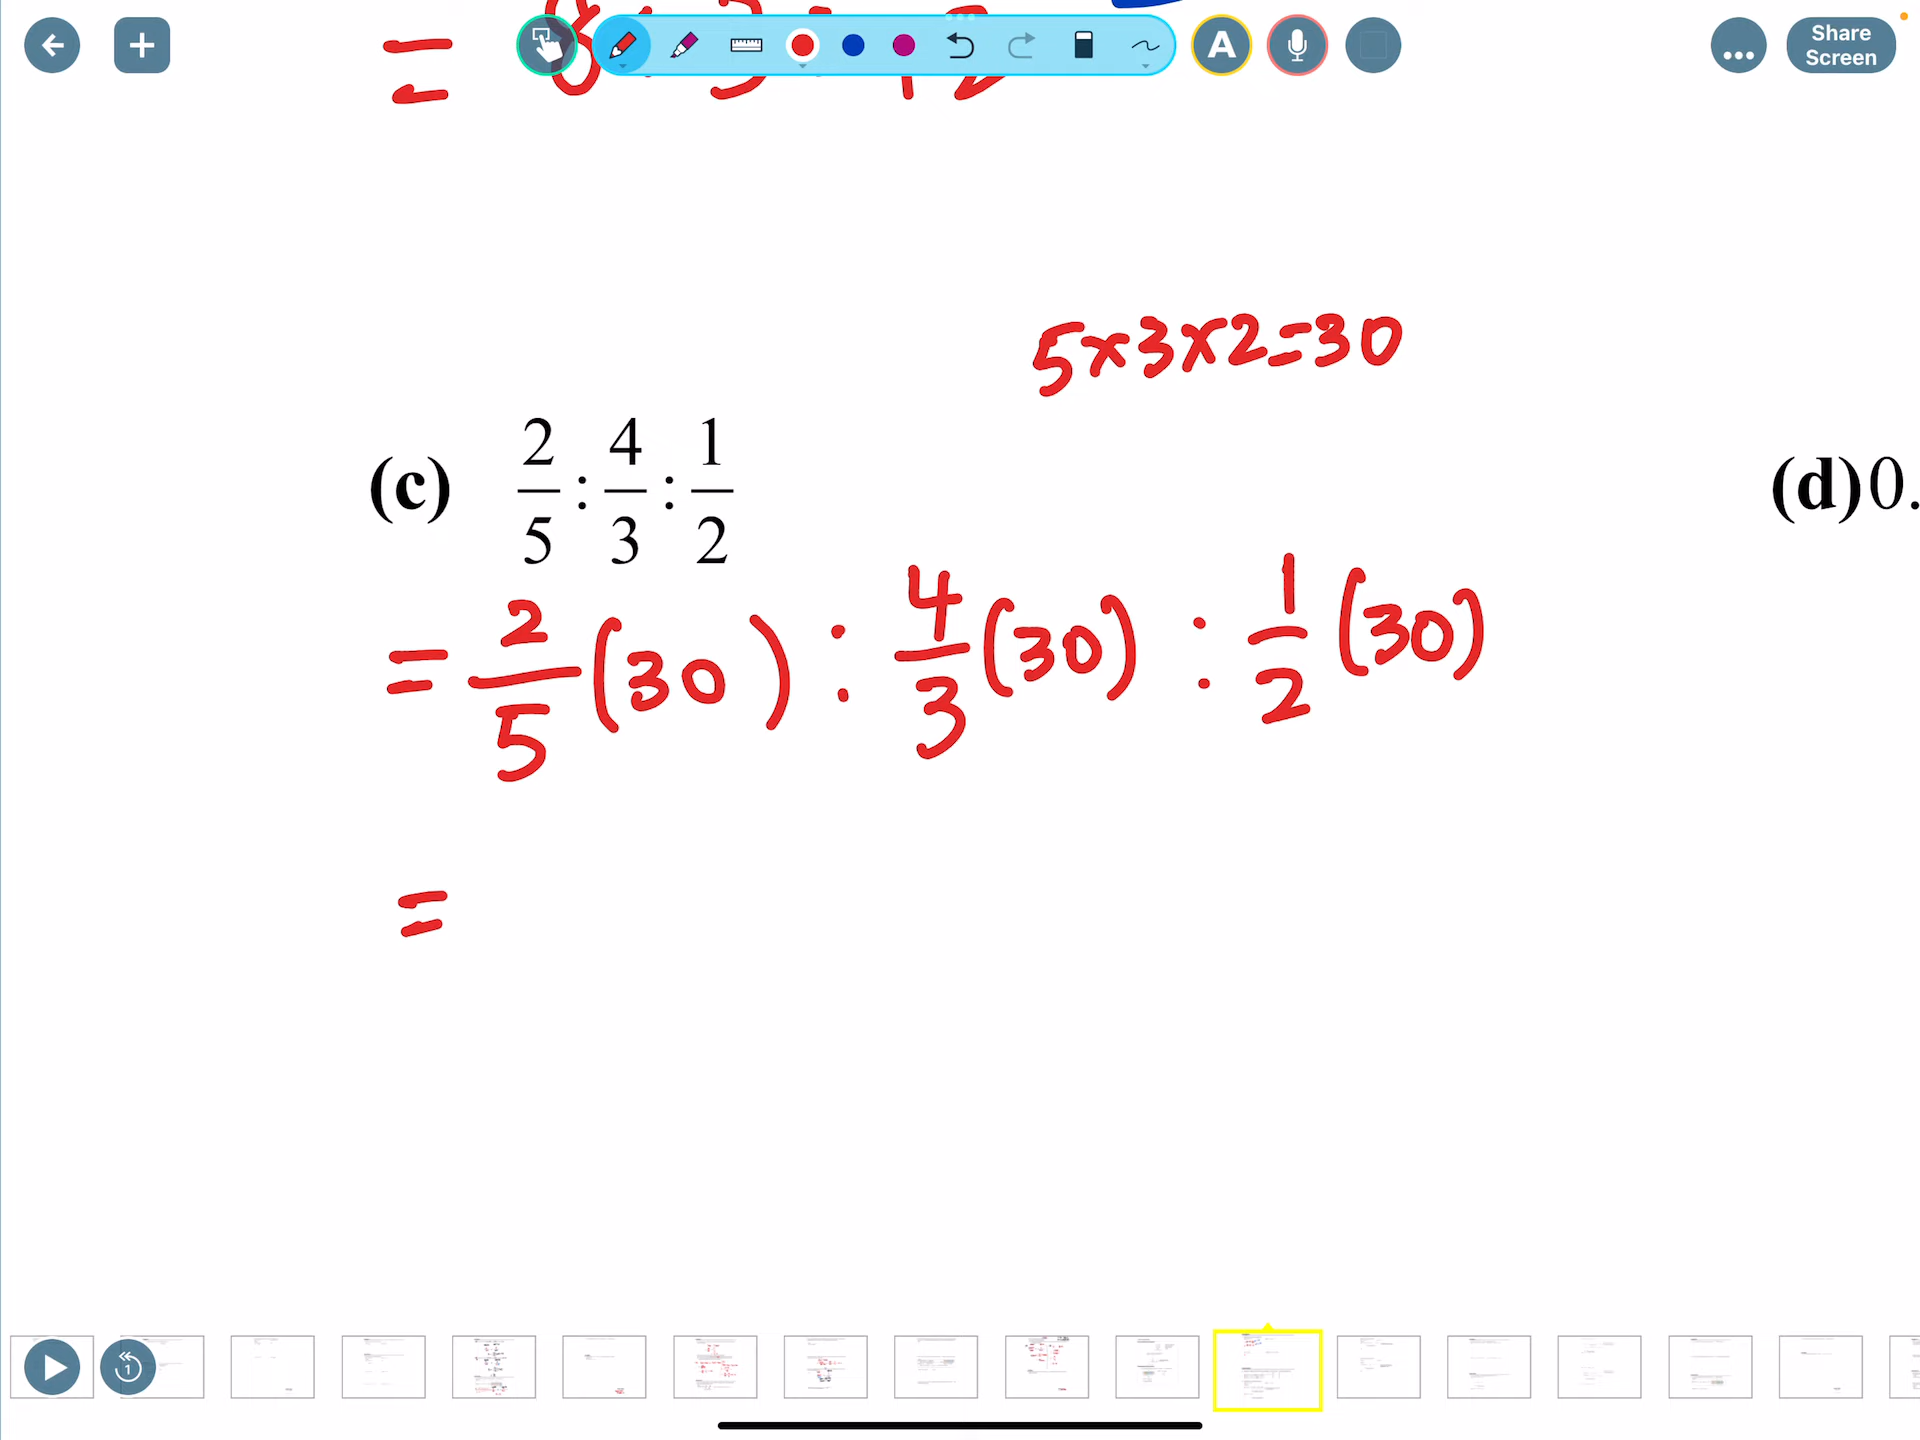 Share
Screen
A
5×3×2=30
(c) 2/5 : 4/3 : 1/2
(d) 0.
= 2/5 (30) : 4/3 (30) : 1/2 (30)
=
1